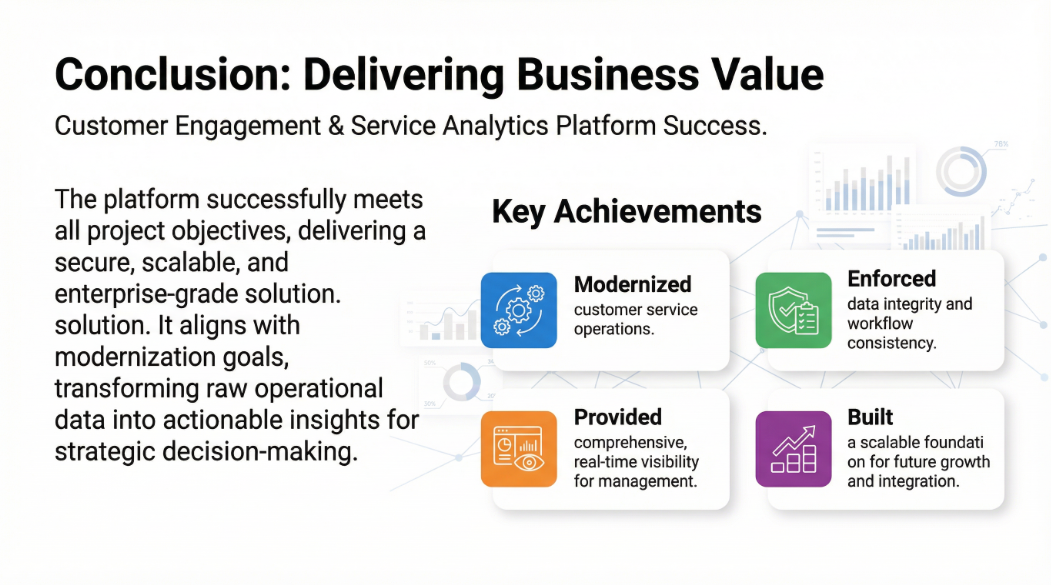 Conclusion: Delivering Business Value
Customer Engagement & Service Analytics Platform Success.
The platform successfully meets
all project objectives, delivering a
secure, scalable, and
enterprise-grade solution.
solution. It aligns with
modernization goals,
transforming raw operational
data into actionable insights for
strategic decision-making.
Key Achievements
Modernized
customer service
operations.
Enforced
data integrity and
workflow
consistency.
Provided
comprehensive,
real-time visibility
for management.
Built
a scalable foundati
on for future growth
and integration.